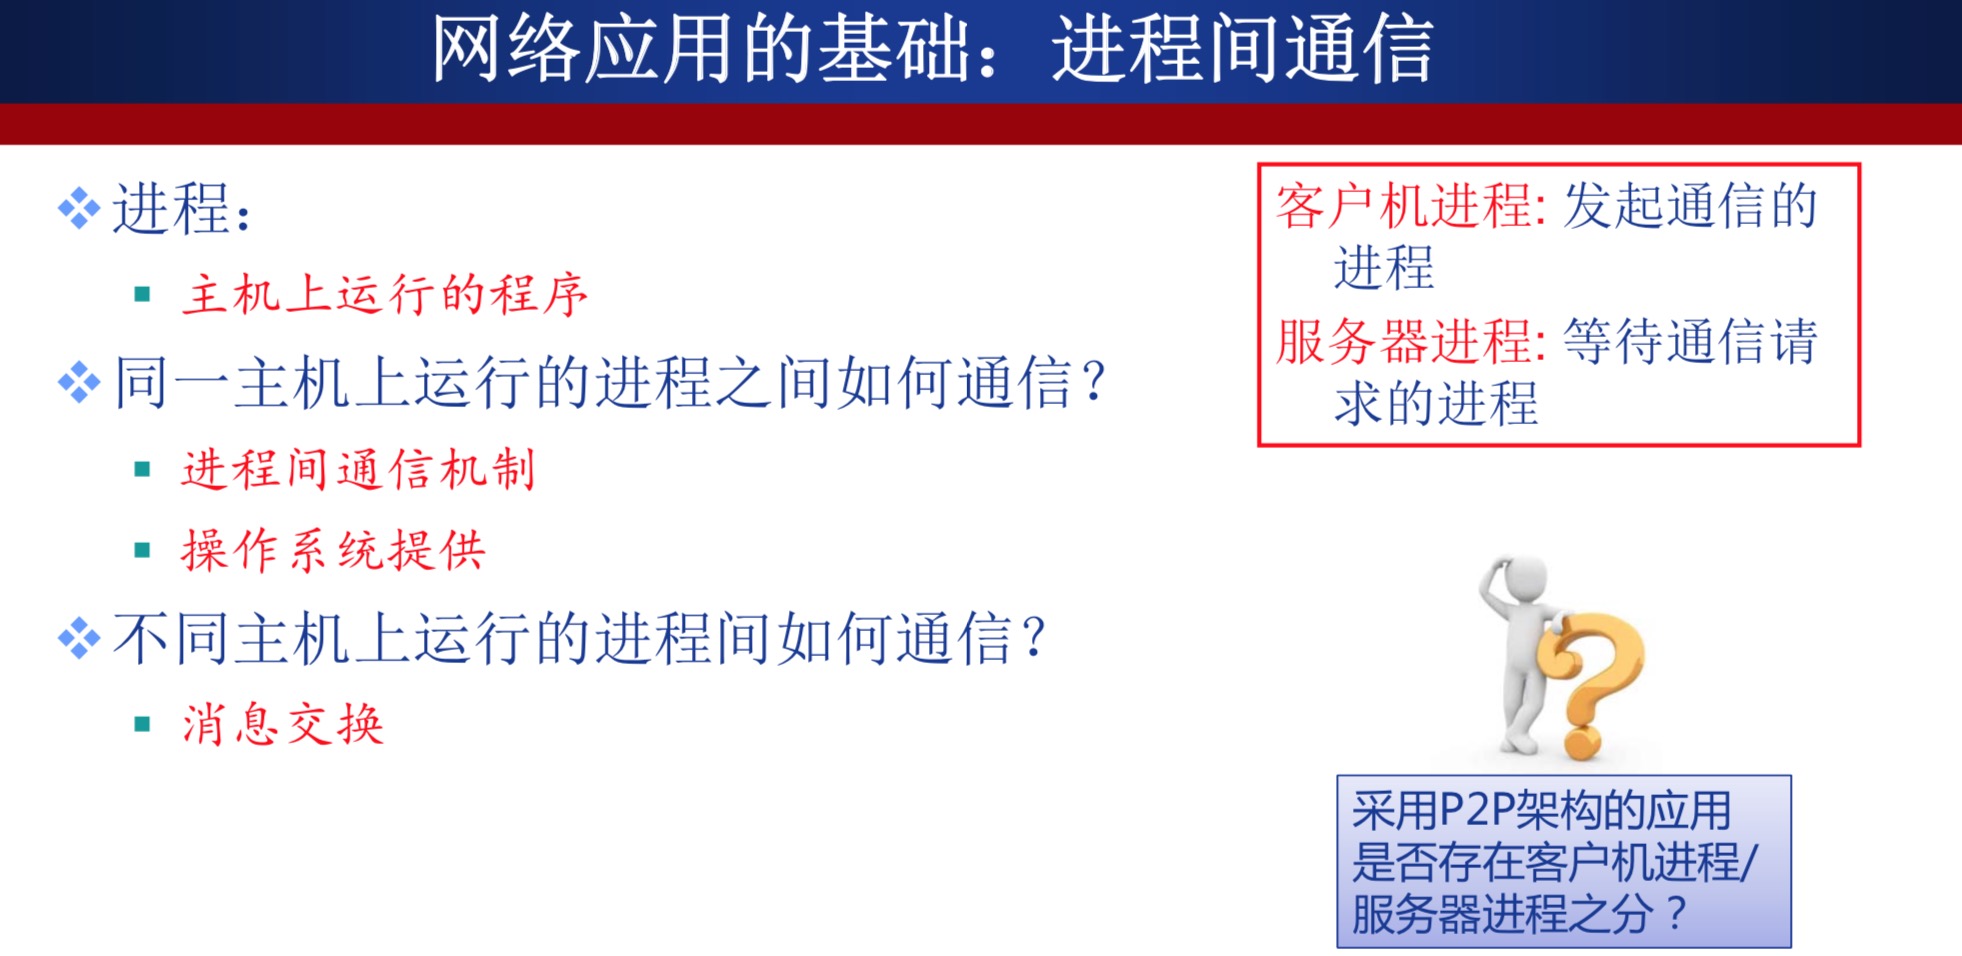 网络应用的基础：进程间通信
进程：
主机上运行的程序
同一主机上运行的进程之间如何通信？
进程间通信机制
操作系统提供
不同主机上运行的进程间如何通信？
消息交换
客户机进程: 发起通信的
进程
服务器进程: 等待通信请
求的进程
采用P2P架构的应用
是否存在客户机进程/
服务器进程之分？